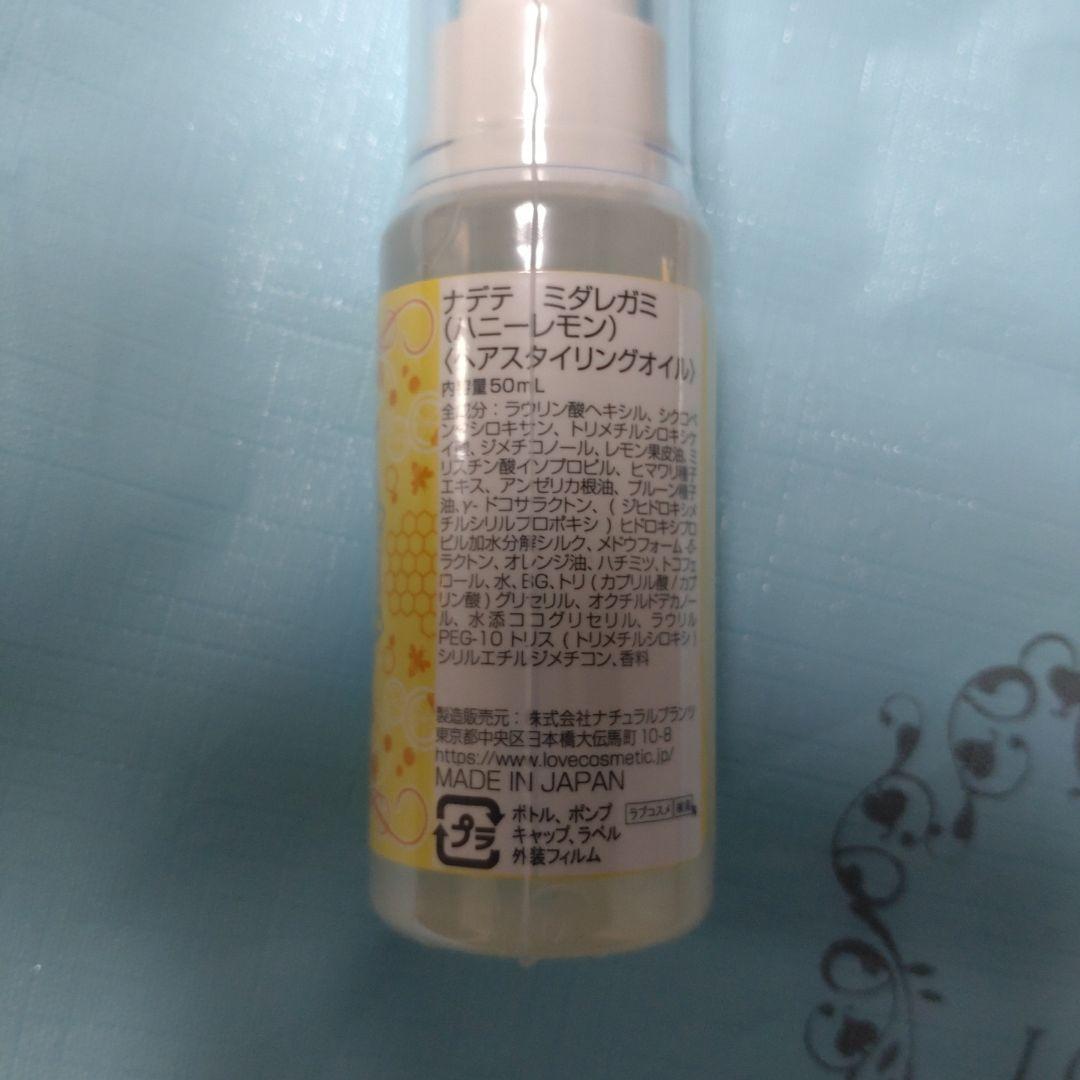 ナデテ ミダレガミ
(ハニーレモン)
〈ヘアスタイリングオイル〉
内容量50mL
全成分：ラウリン酸ヘキシル、シクロペ
ンタシロキサン、トリメチルシロキシケ
イ酸、ジメチコノール、レモン果皮油、ミ
リスチン酸イソプロピル、ヒマワリ種子
エキス、アンゼリカ根油、プルーン種子
油、γ-ドコサラクトン、(ジヒドロキシメ
チルシリルプロポキシ)ヒドロキシプロ
ピル加水分解シルク、メドウフォーム-δ-
ラクトン、オレンジ油、ハチミツ、トコフェ
ロール、水、BG、トリ(カプリル酸/カプ
リン酸)グリセリル、オクチルドデカノー
ル、水添ココグリセリル、ラウリル
PEG-10トリス(トリメチルシロキシ)
シリルエチルジメチコン、香料
製造販売元：株式会社ナチュラルプランツ
東京都中央区日本橋大伝馬町10-8
https://www.lovecosmetic.jp/
MADE IN JAPAN
プラ
ボトル、ポンプ
キャップ、ラベル
外装フィルム
ラブコスメ 検索